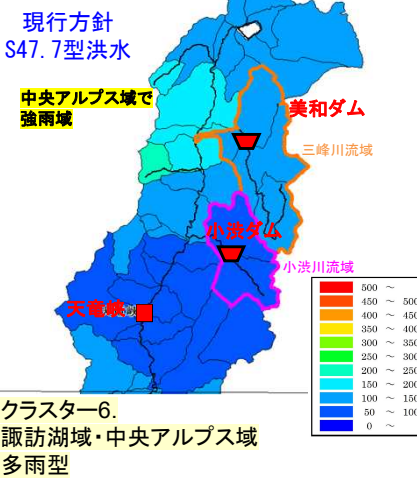 現行方針
S47.7型洪水
中央アルプス域で
強雨域
美和ダム
三峰川流域
小渋ダム
小渋川流域
天竜峡
500 ～
450 ～ 500
400 ～ 450
350 ～ 400
300 ～ 350
250 ～ 300
200 ～ 250
150 ～ 200
100 ～ 150
50 ～ 100
0 ～
クラスター6.
諏訪湖域・中央アルプス域
多雨型